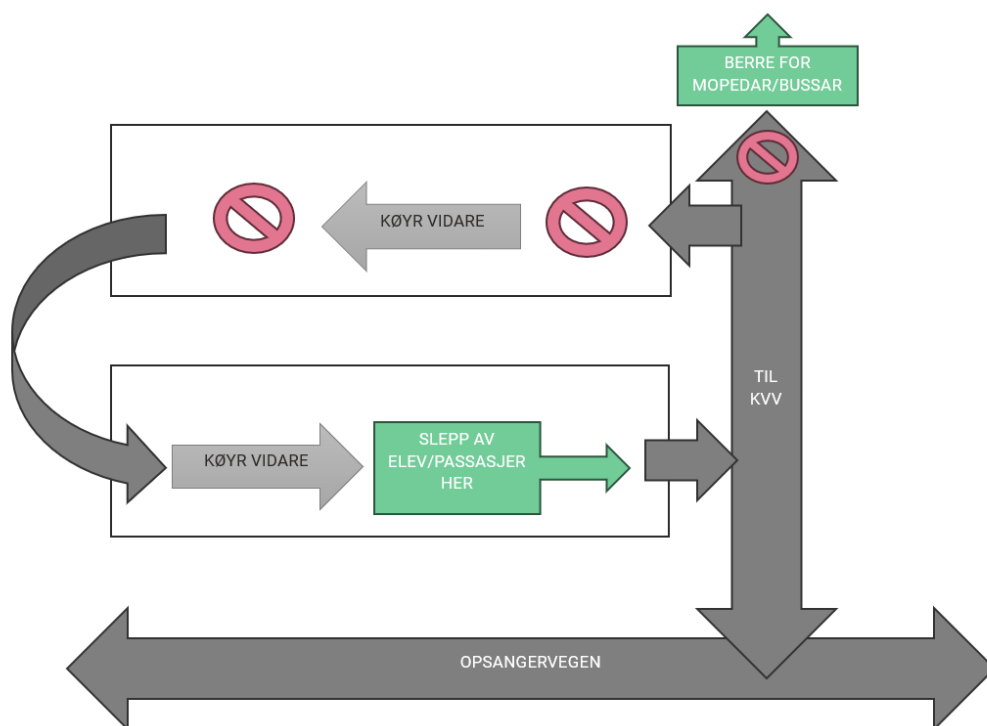 BERRE FOR
MOPEDAR/BUSSAR
KØYR VIDARE
TIL
KVV
KØYR VIDARE
SLEPP AV
ELEV/PASSASJER
HER
OPSANGERVEGEN